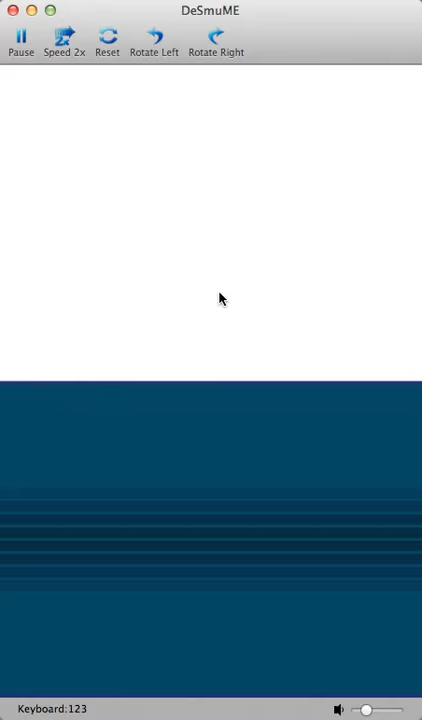 DeSmuME
Pause Speed 2x Reset Rotate Left Rotate Right
Keyboard:123